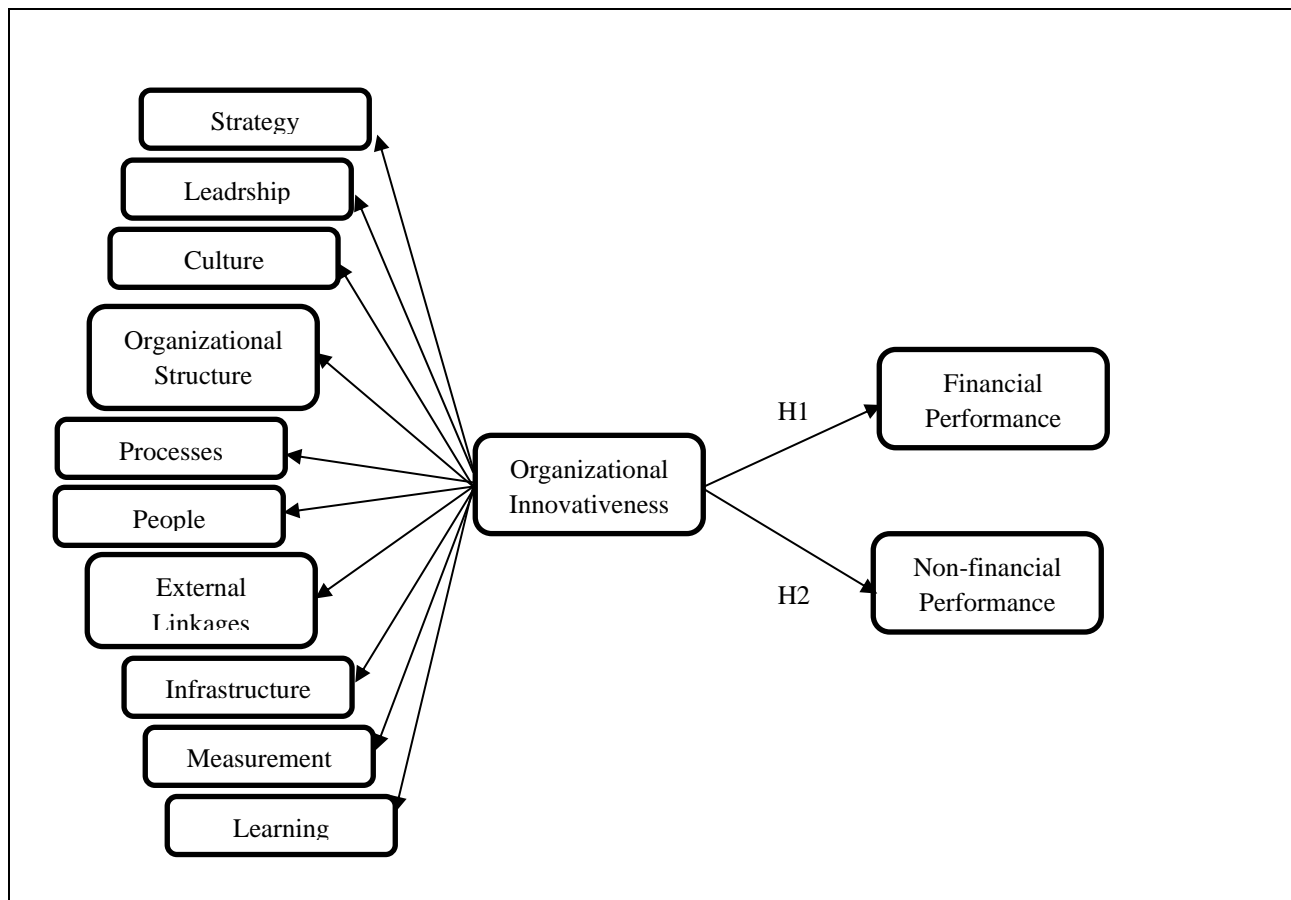 Strategy
Leadrship
Culture
Organizational
Structure
Processes
People
External
Linkages
Infrastructure
Measurement
Learning
Organizational
Innovativeness
H1
H2
Financial
Performance
Non-financial
Performance